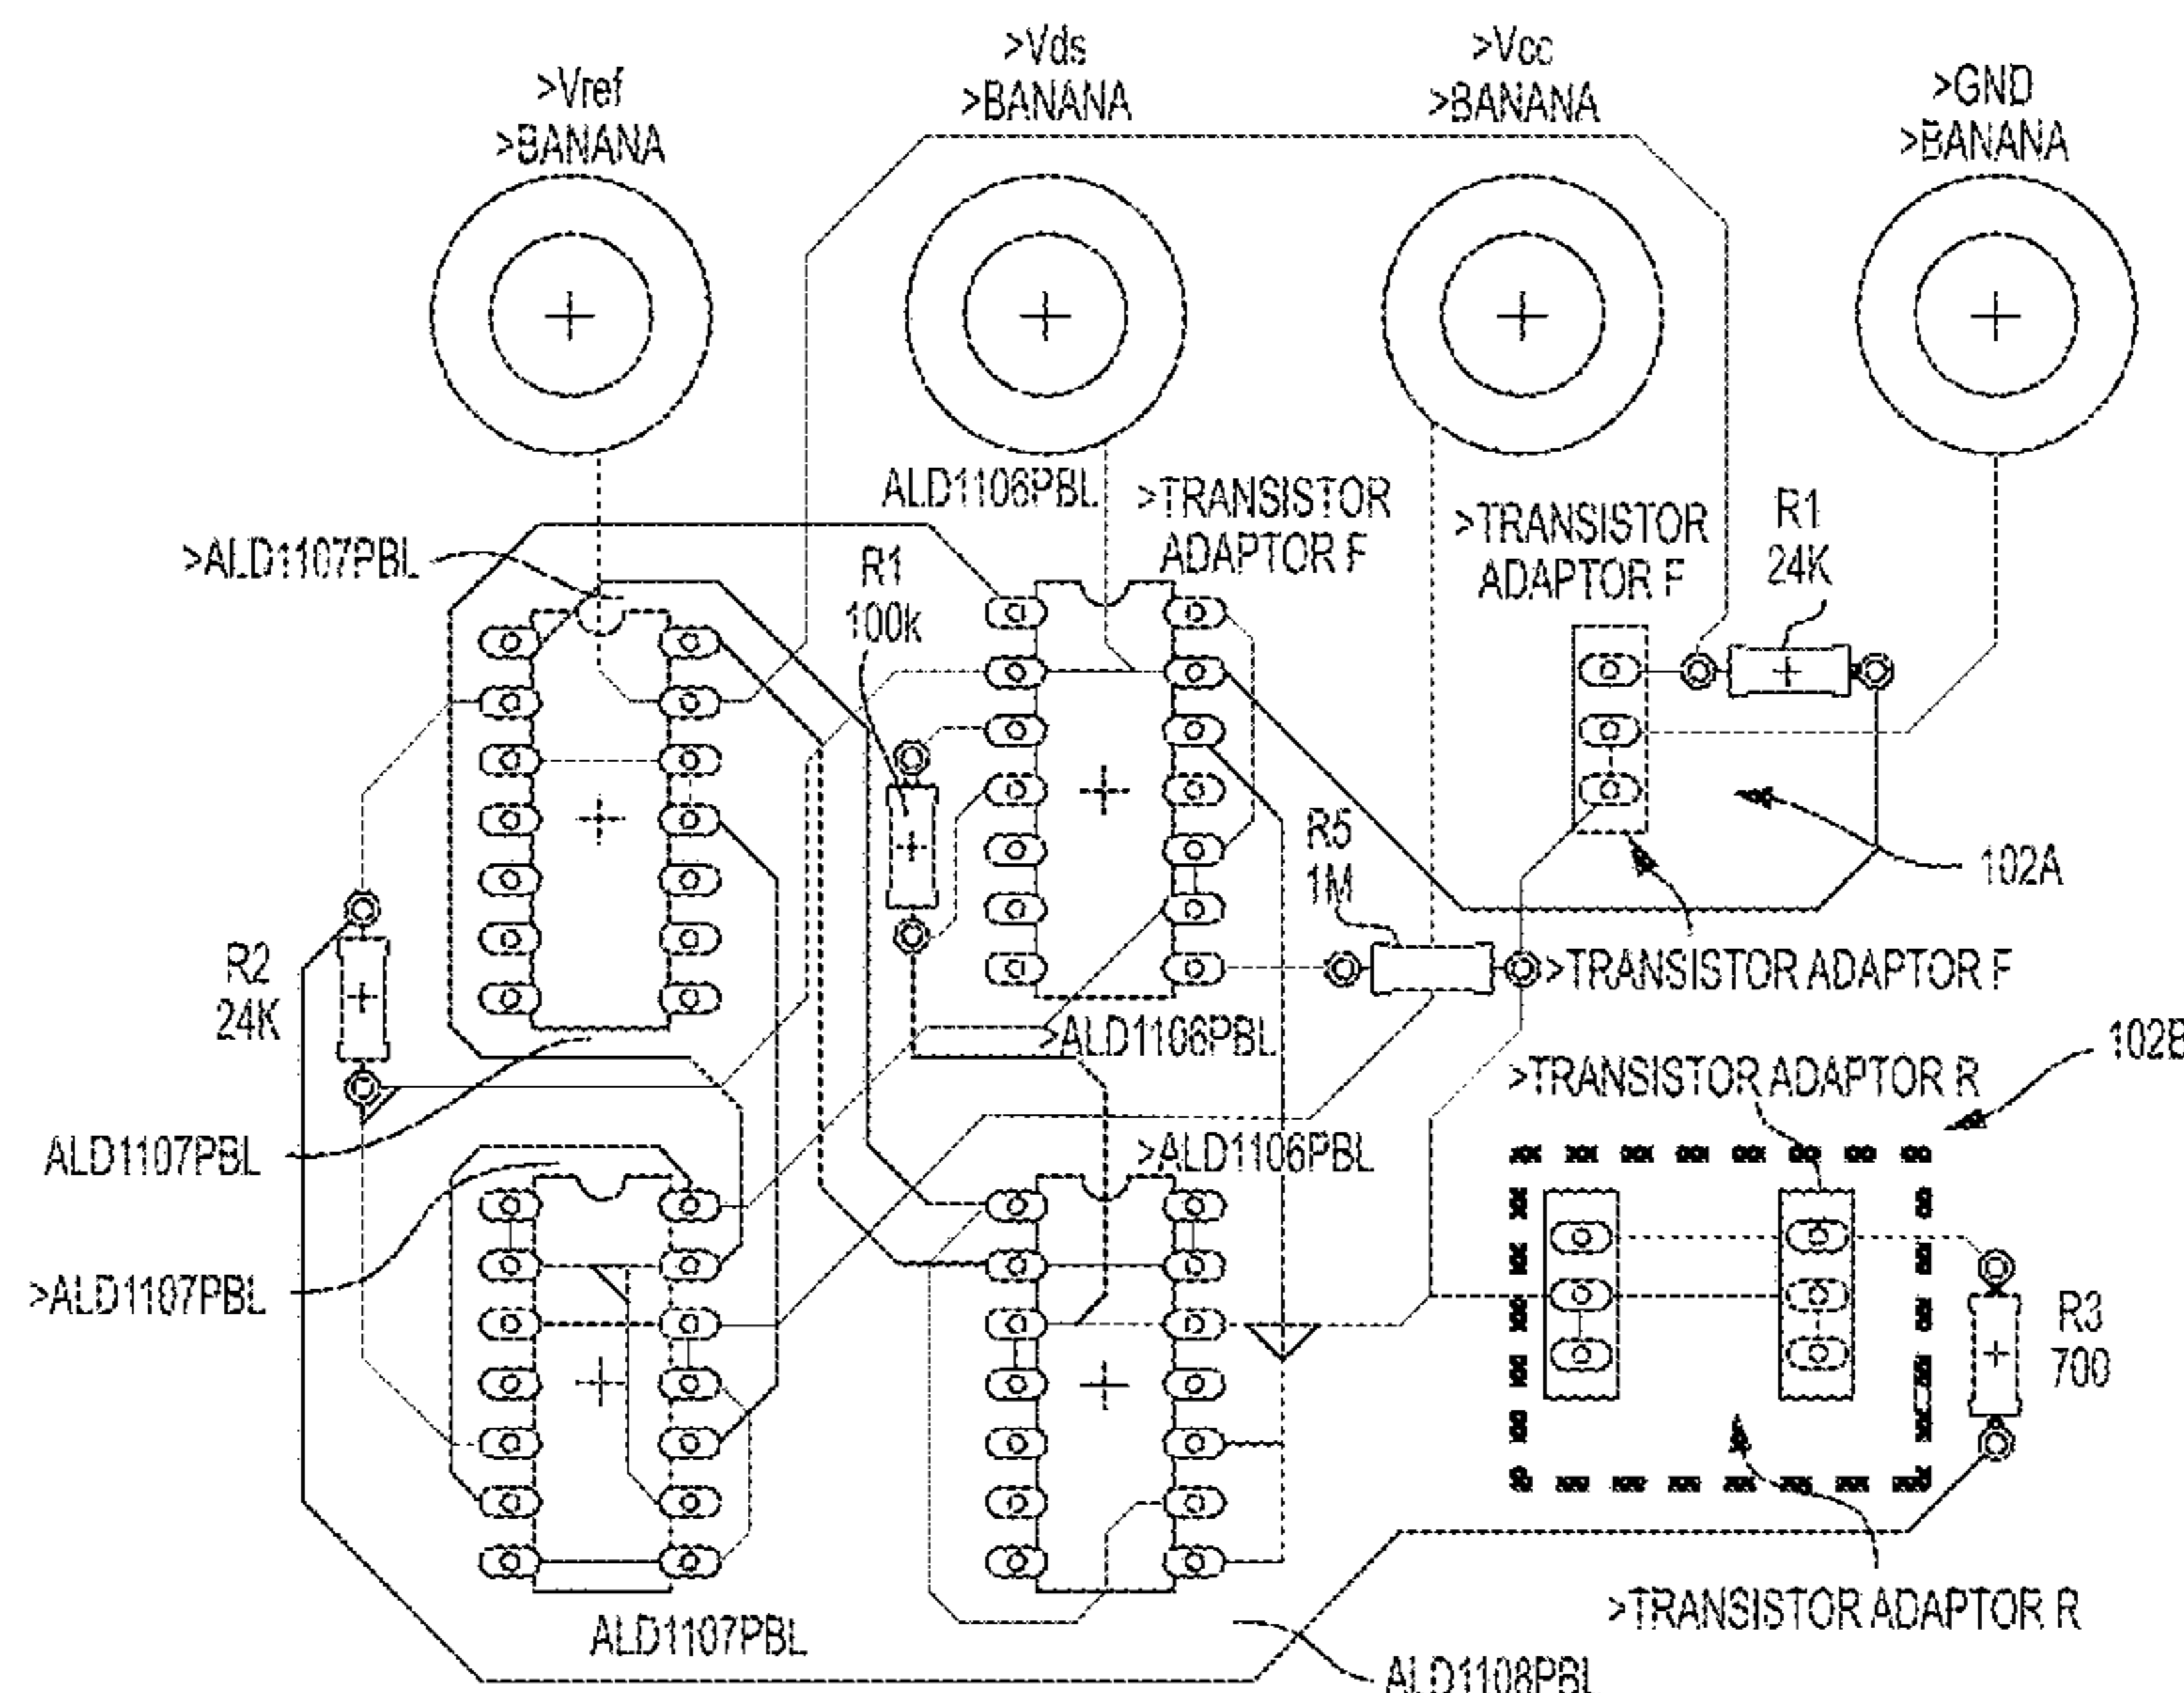 >Vref
>BANANA
>Vds
>BANANA
>Vcc
>BANANA
>GND
>BANANA
>ALD1107PBL
ALD1106PBL
>TRANSISTOR
ADAPTOR F
>TRANSISTOR
ADAPTOR F
R1
24K
R1
100k
R5
1M
102A
>TRANSISTOR ADAPTOR F
R2
24K
>ALD1106PBL
102B
>TRANSISTOR ADAPTOR R
ALD1107PBL
>ALD1106PBL
>ALD1107PBL
R3
700
>TRANSISTOR ADAPTOR R
ALD1107PBL
ALD1108PBL